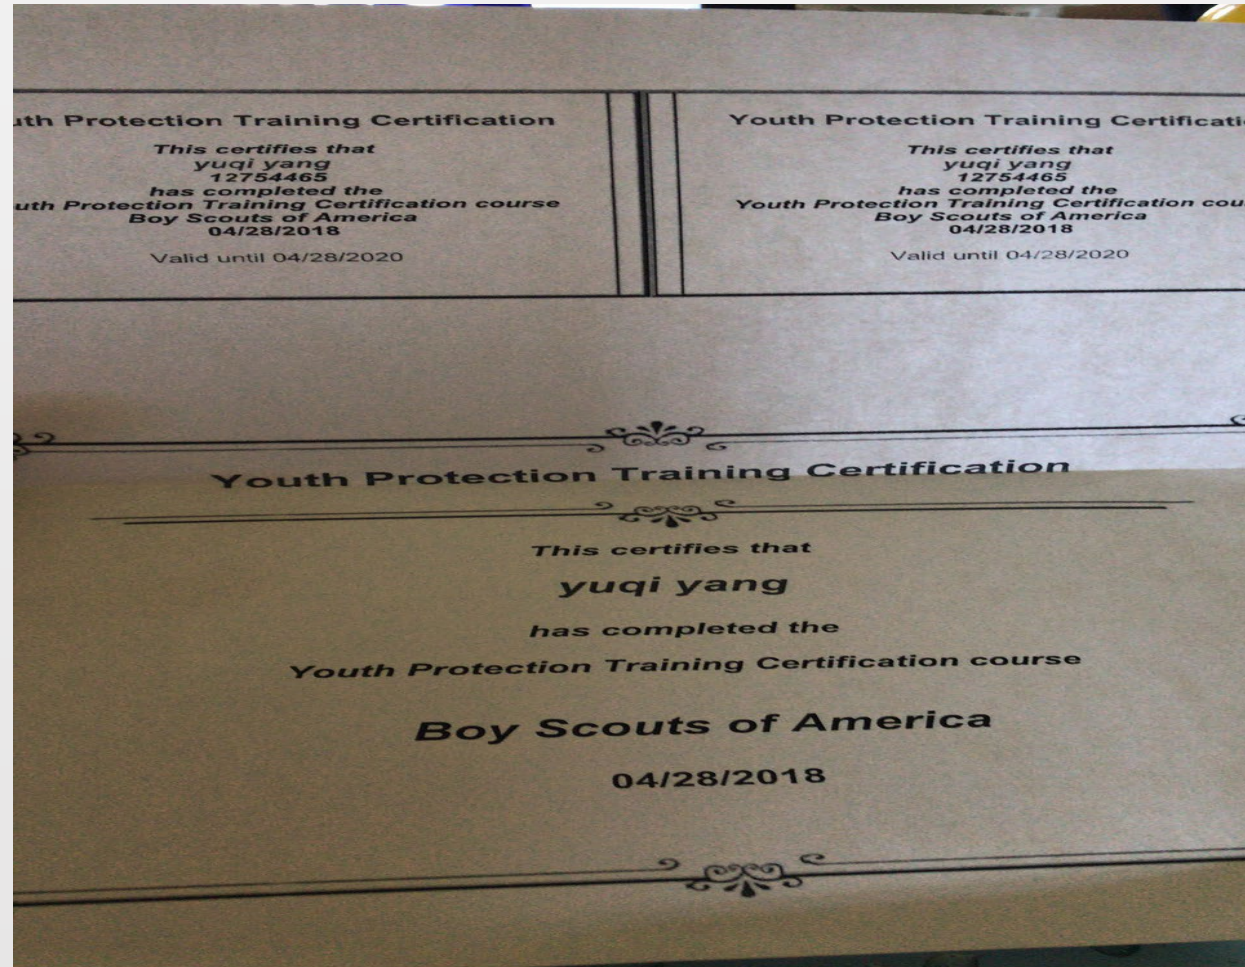 uth Protection Training Certification
This certifies that
yuqi yang
12754465
has completed the
uth Protection Training Certification course
Boy Scouts of America
04/28/2018
Valid until 04/28/2020
Youth Protection Training Certificati
This certifies that
yuqi yang
12754465
has completed the
Youth Protection Training Certification cou
Boy Scouts of America
04/28/2018
Valid until 04/28/2020
Youth Protection Training Certification
This certifies that
yuqi yang
has completed the
Youth Protection Training Certification course
Boy Scouts of America
04/28/2018